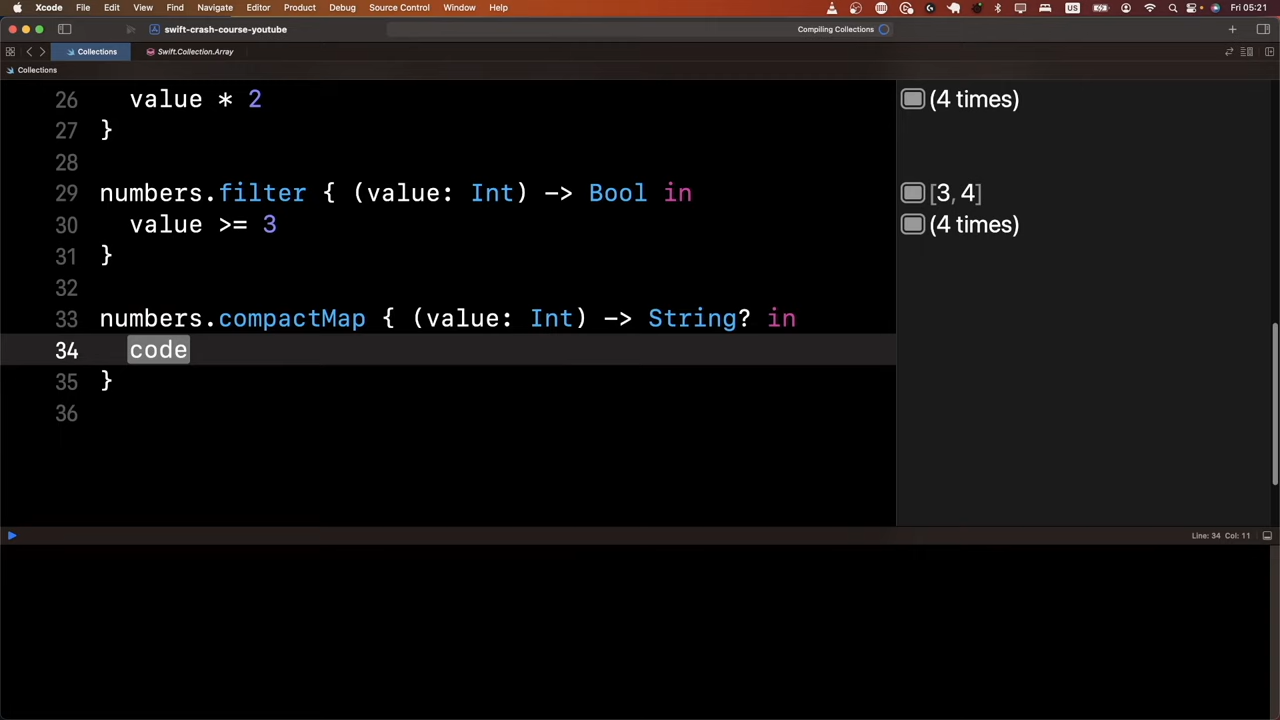 Xcode File Edit View Find Navigate Editor Product Debug Source Control Window Help US Fri 05:21
swift-crash-course-youtube Compiling Collections
Collections Swift.Collection.Array
Collections
26 value * 2 (4 times)
27 }
28
29 numbers.filter { (value: Int) -> Bool in [3, 4]
30 value >= 3 (4 times)
31 }
32
33 numbers.compactMap { (value: Int) -> String? in
34 code
35 }
36
Line: 34 Col: 11